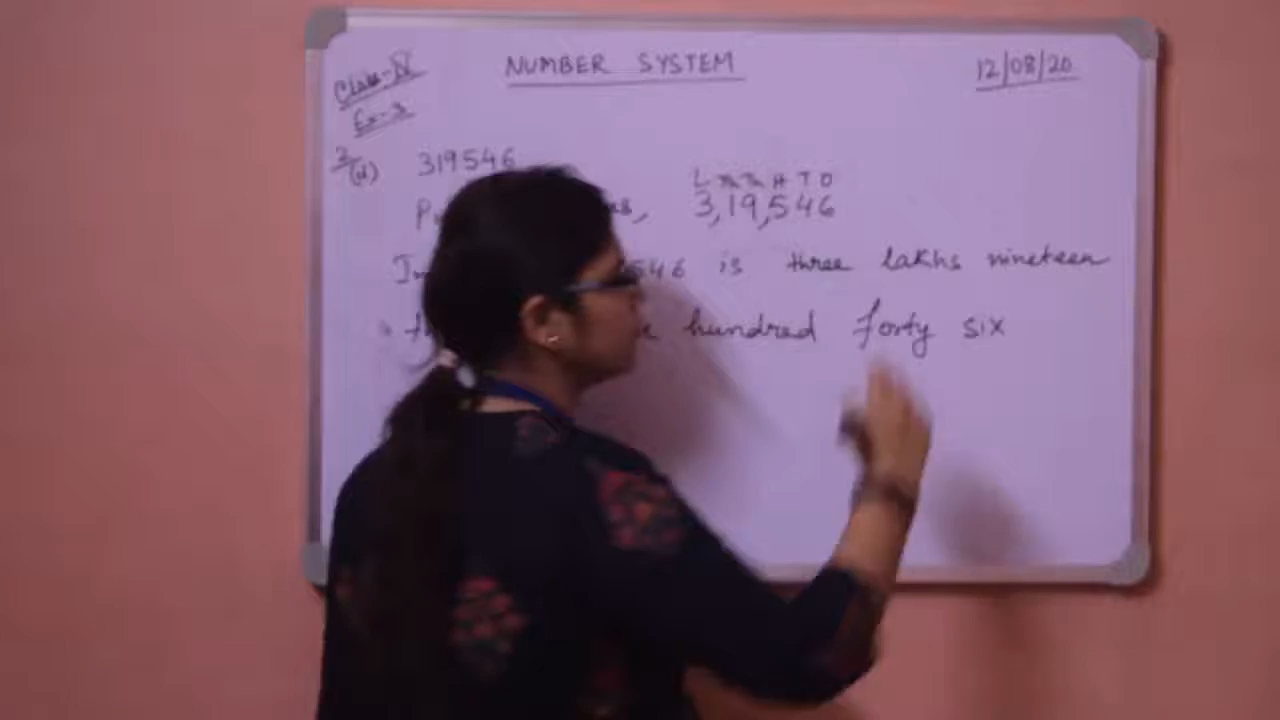 Class-IV
NUMBER SYSTEM
12/08/20
Ex-3
2/(d) 319546
L TTh Th H T O
3,19,546
546 is three lakhs nineteen
hundred forty six